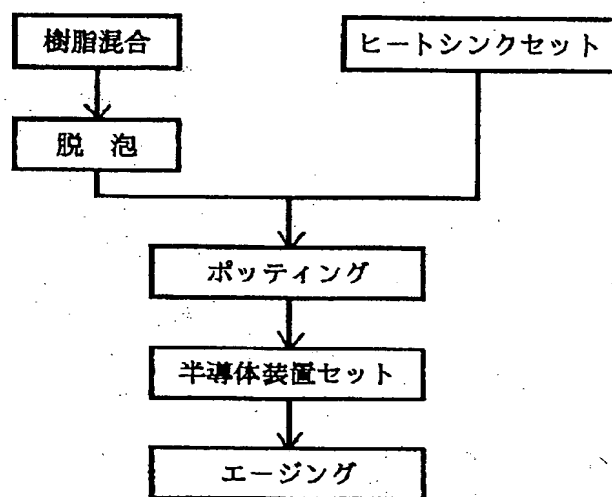 樹脂混合
ヒートシンクセット
脱 泡
ポッティング
半導体装置セット
エージング